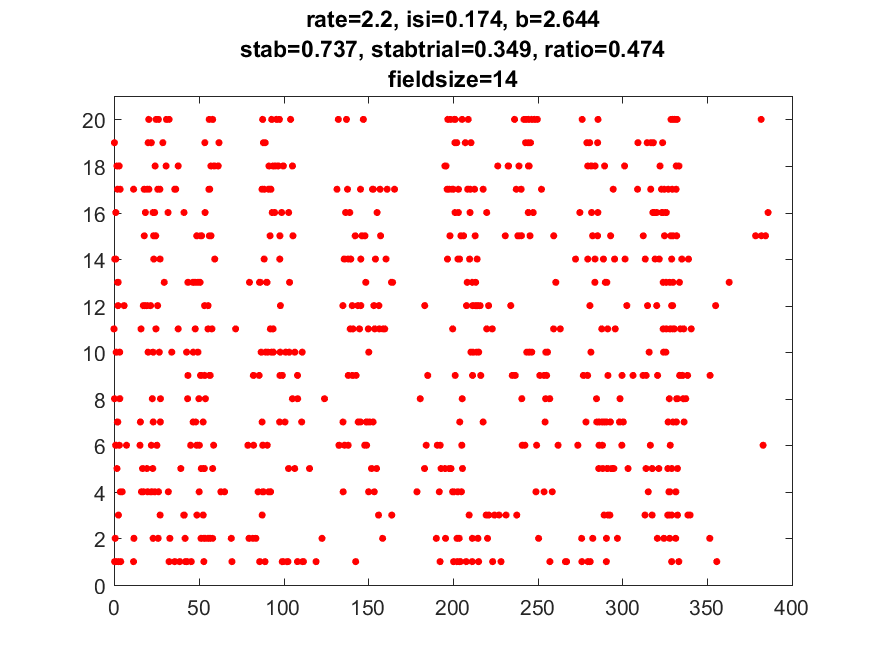 rate=2.2, isi=0.174, b=2.644
stab=0.737, stabtrial=0.349, ratio=0.474
fieldsize=14
20
18
16
14
12
10
8
6
4
2
0
0 50 100 150 200 250 300 350 400